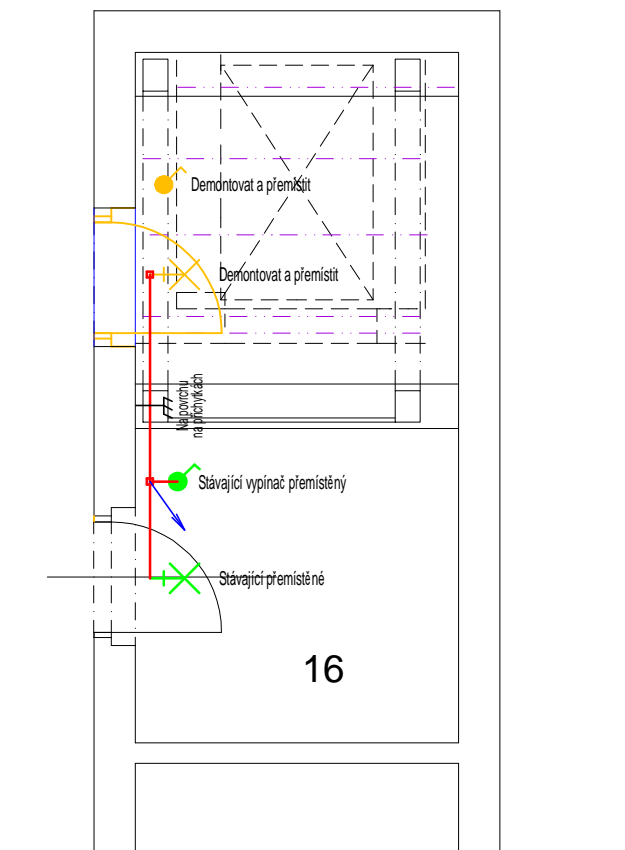 Demontovat a přemístit
Demontovat a přemístit
Na povrchu
na příchytkách
Stávající vypínač přemístěný
Stávající přemístěné
16